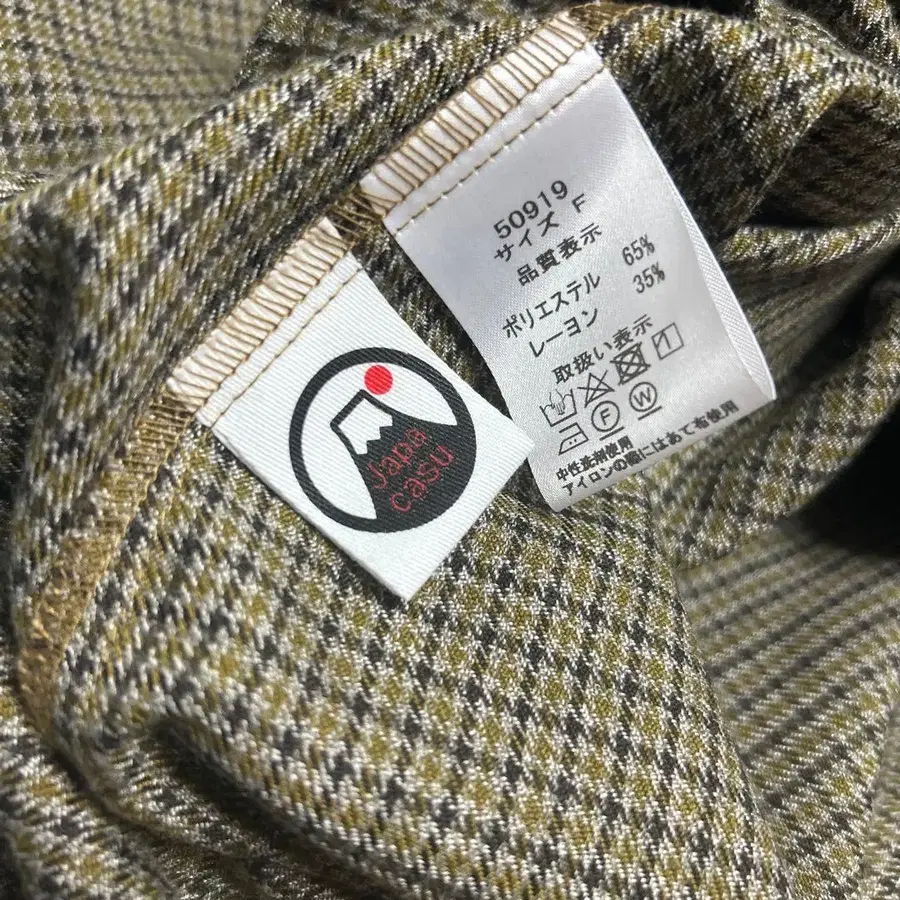 Japa
casu
50919
サイズ F
品質表示
ポリエステル 65%
レーヨン 35%
取扱い表示
F W
中性洗剤使用
アイロンの際にはあて布使用